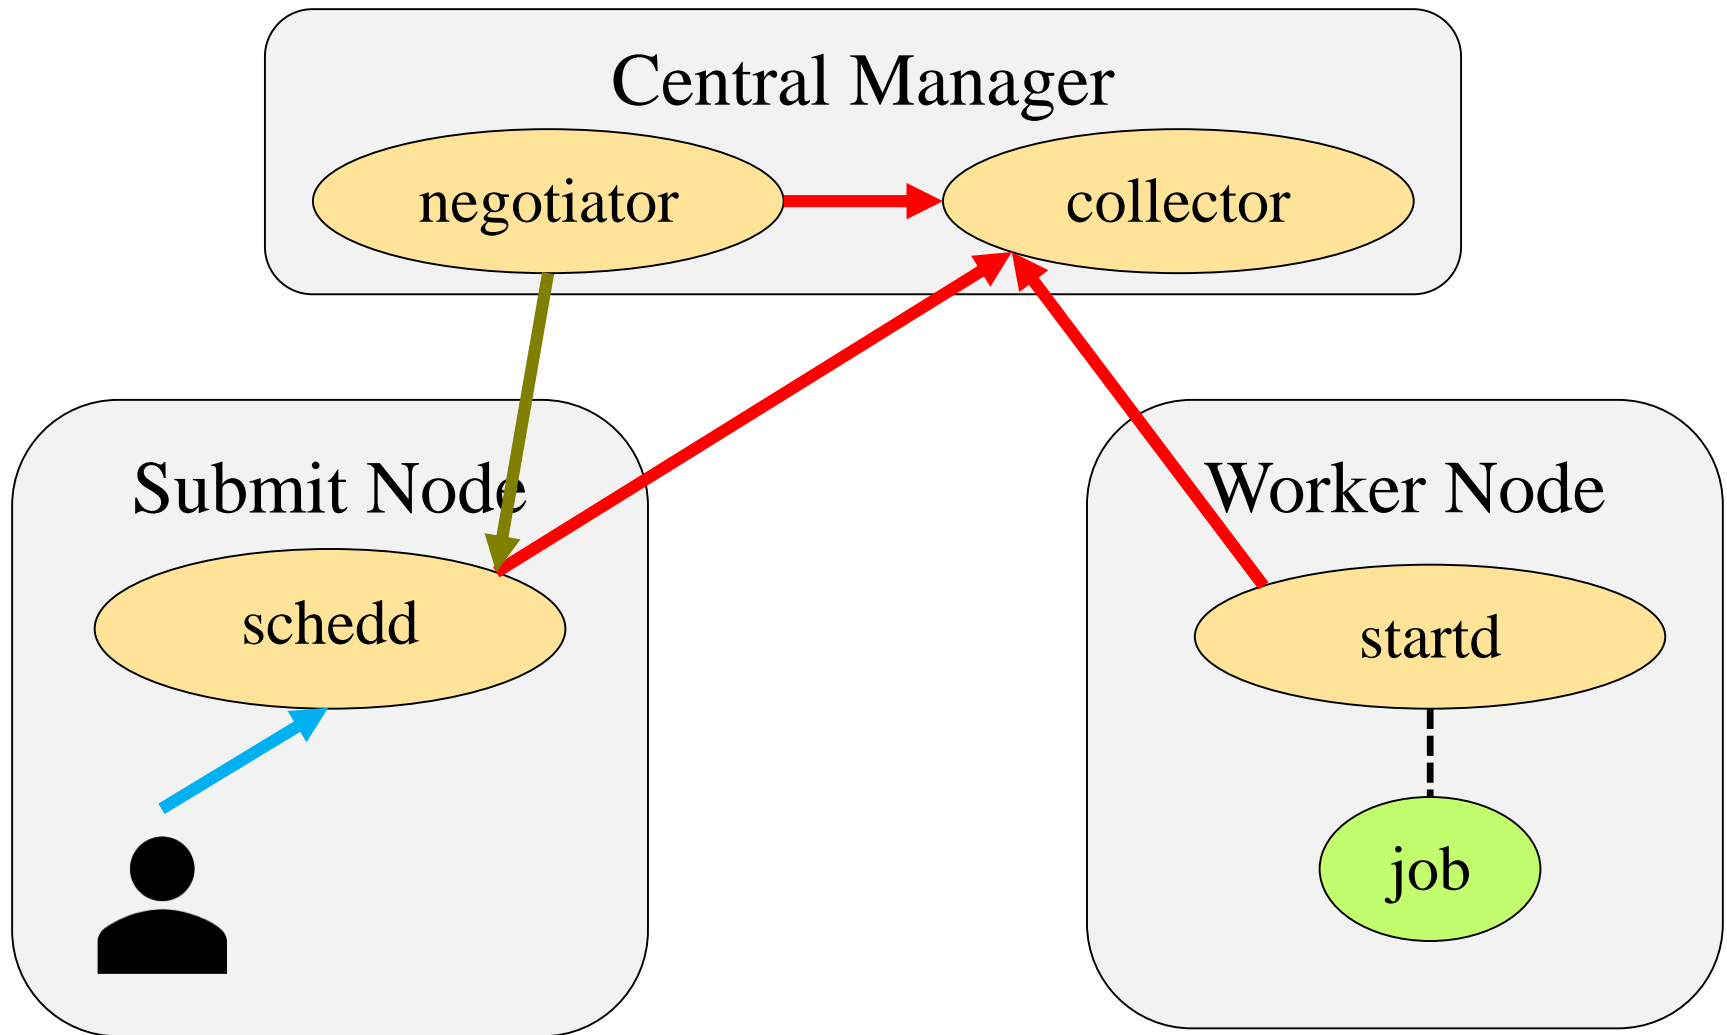 Central Manager
negotiator
collector
Submit Node
Worker Node
schedd
startd
job